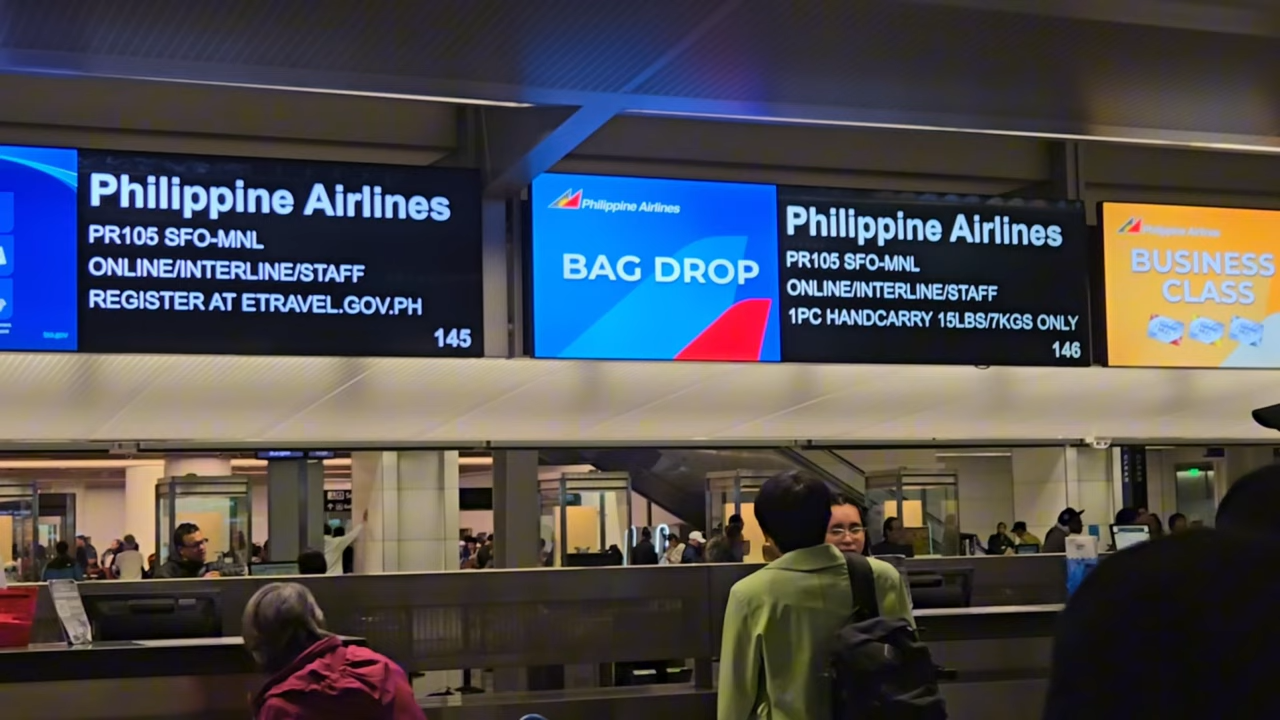 Philippine Airlines
PR105 SFO-MNL
ONLINE/INTERLINE/STAFF
REGISTER AT ETRAVEL.GOV.PH
145
Philippine Airlines
BAG DROP
Philippine Airlines
PR105 SFO-MNL
ONLINE/INTERLINE/STAFF
1PC HANDCARRY 15LBS/7KGS ONLY
146
Philippine Airlines
BUSINESS
CLASS